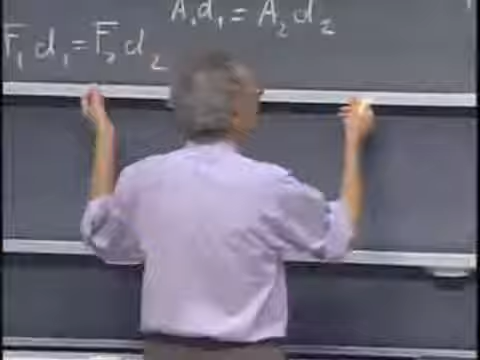 A₁d₁ = A₂d₂
F₁d₁ = F₂d₂